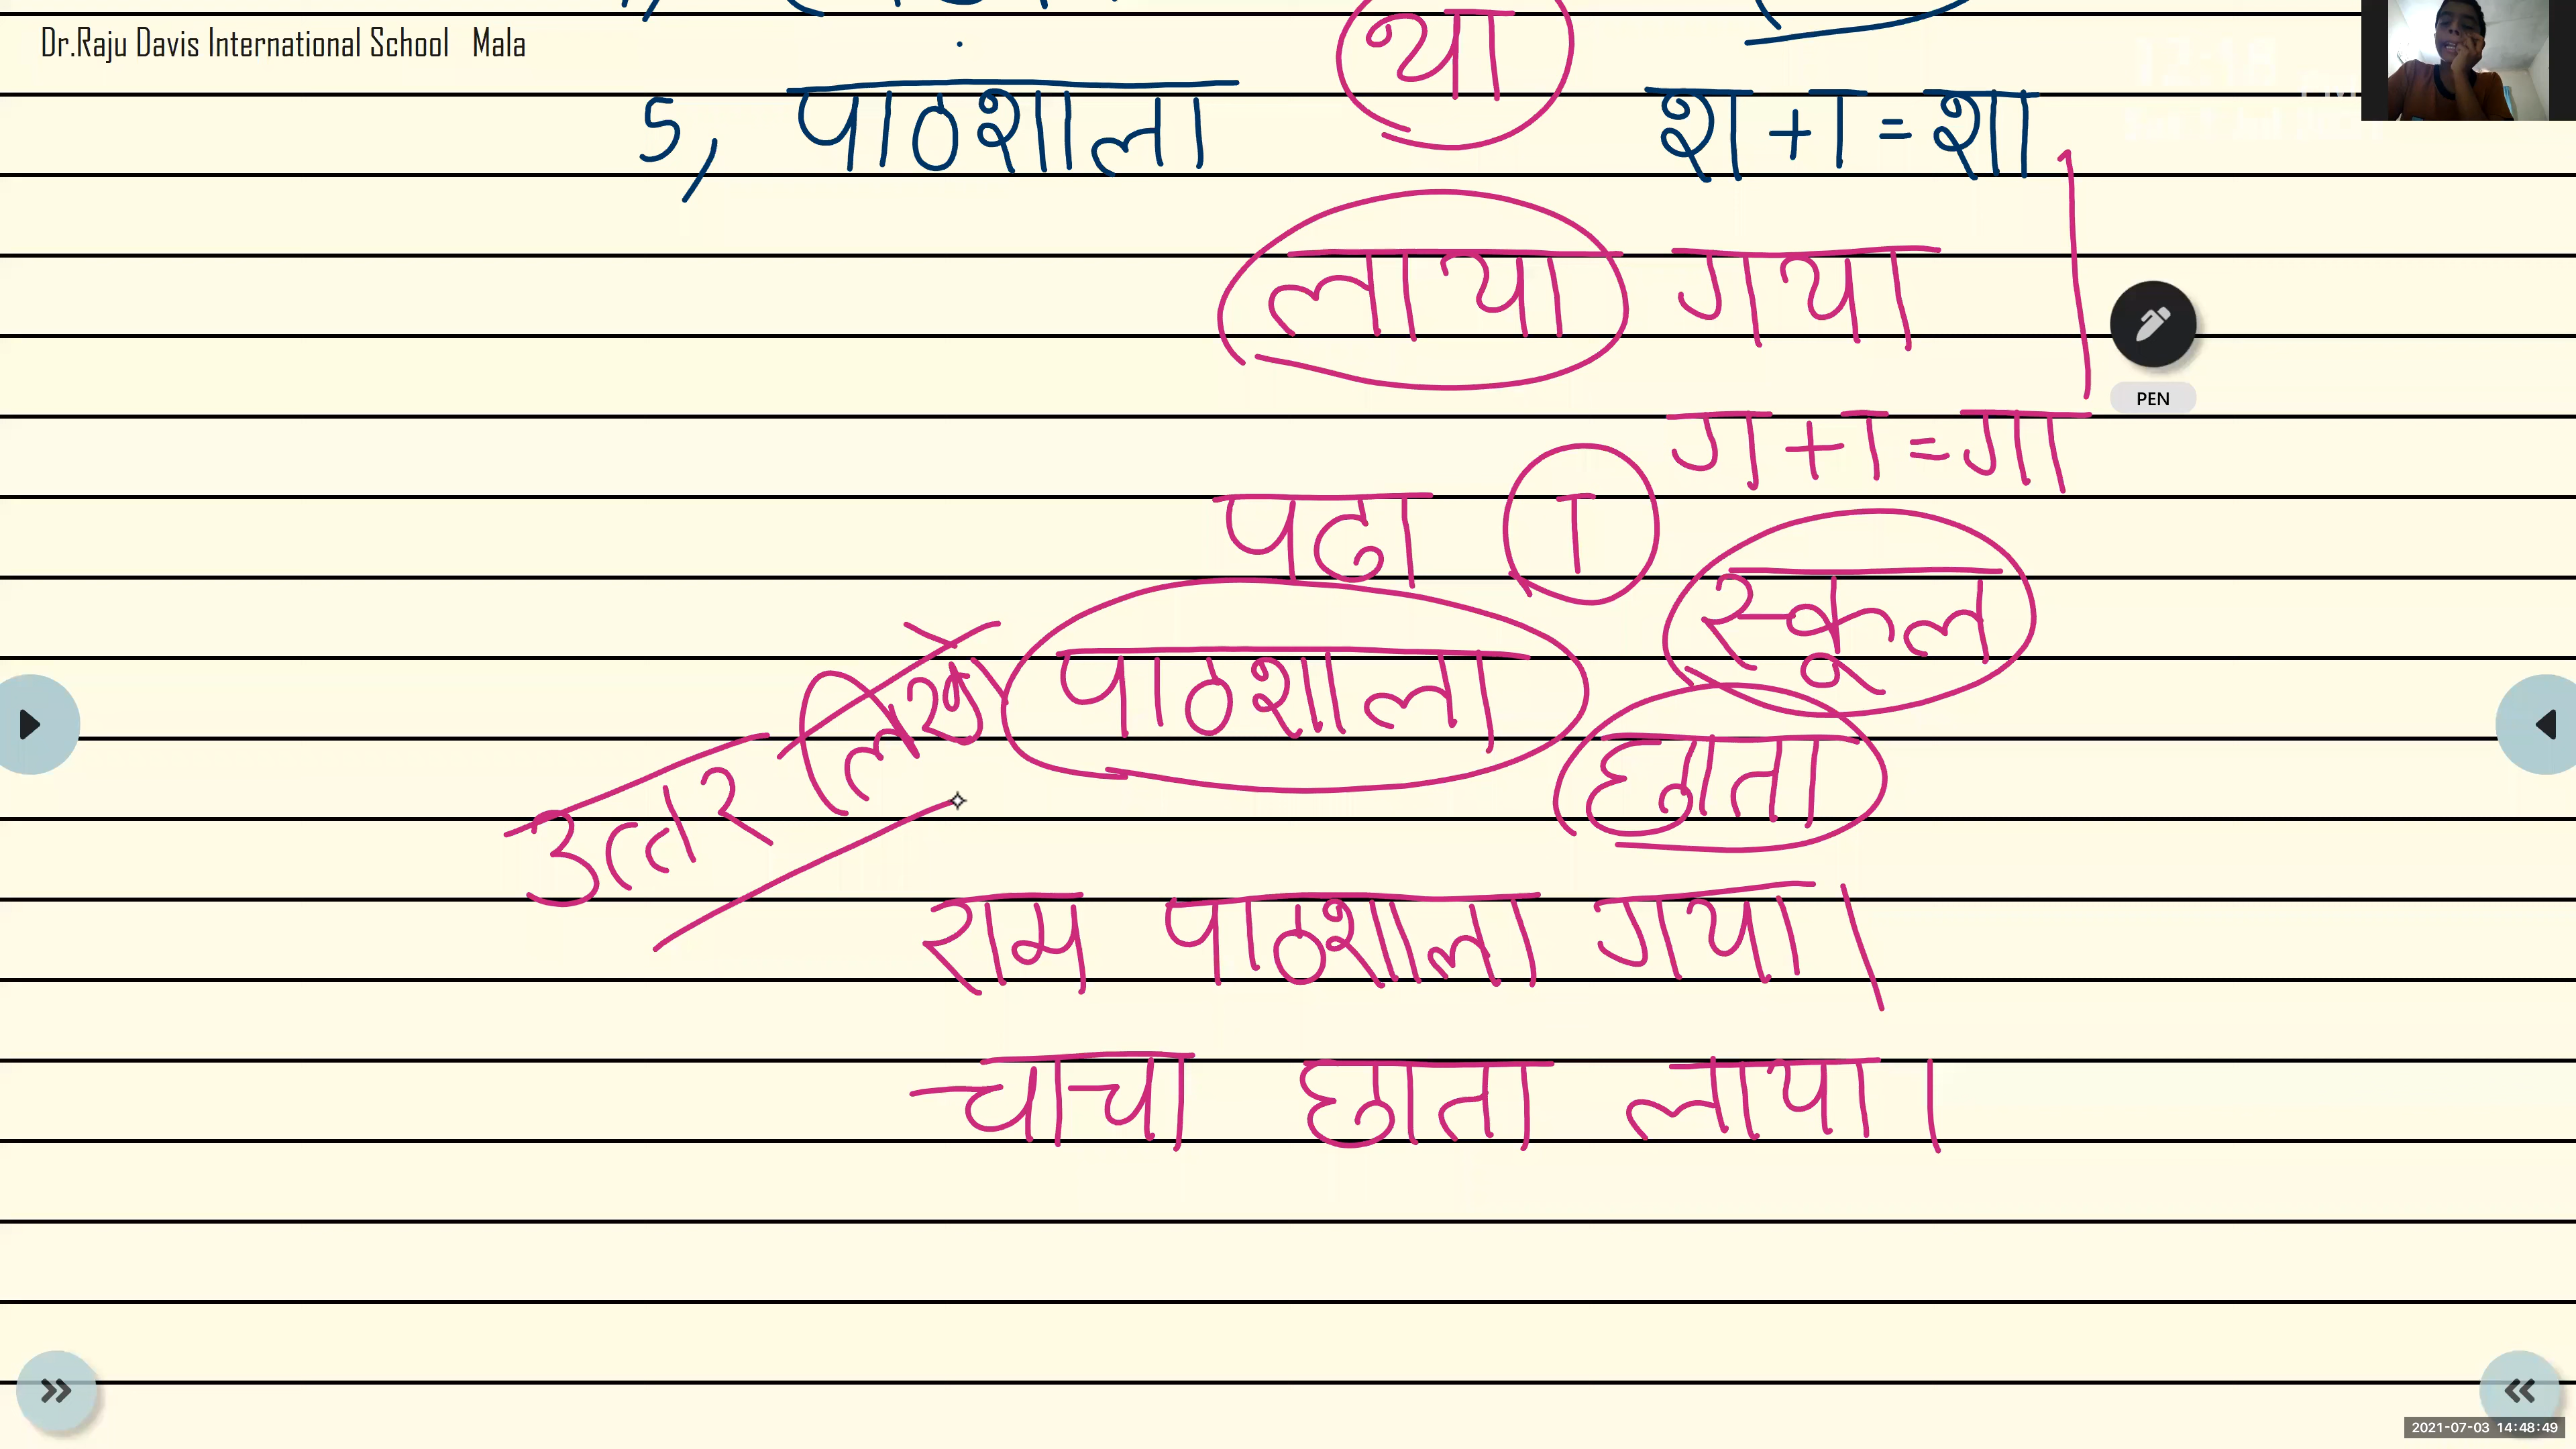 Dr.Raju Davis International School Mala
या
5, पाठशाला
श + ा = शा
लाया गया
ग + ा = गा
पढा ा
स्कूल
पाठशाला
छाता
उत्तर
राम पाठशाला गया ।
चाचा छाता लाया ।
PEN
2021-07-03 14:48:49